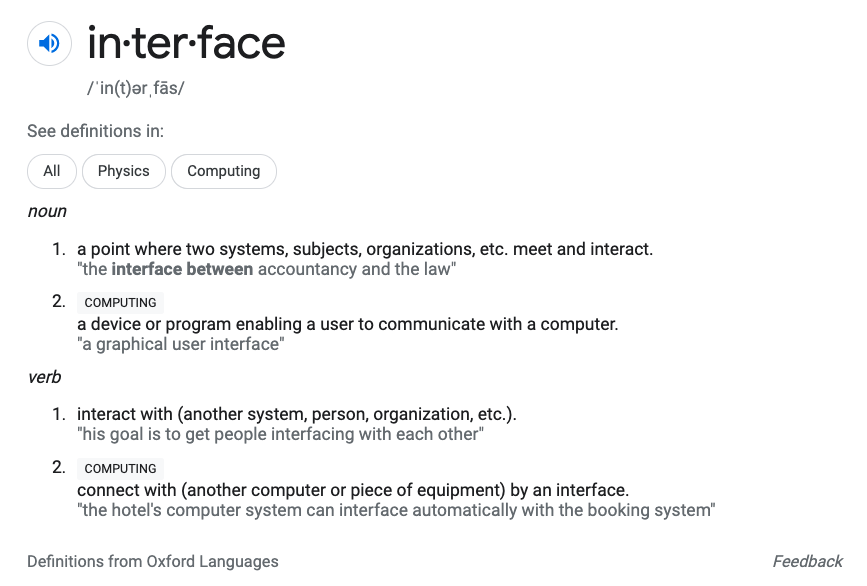 in·ter·face
/ˈin(t)ərˌfās/
See definitions in:
All Physics Computing
noun
1. a point where two systems, subjects, organizations, etc. meet and interact.
"the interface between accountancy and the law"
2. COMPUTING
a device or program enabling a user to communicate with a computer.
"a graphical user interface"
verb
1. interact with (another system, person, organization, etc.).
"his goal is to get people interfacing with each other"
2. COMPUTING
connect with (another computer or piece of equipment) by an interface.
"the hotel's computer system can interface automatically with the booking system"
Definitions from Oxford Languages Feedback